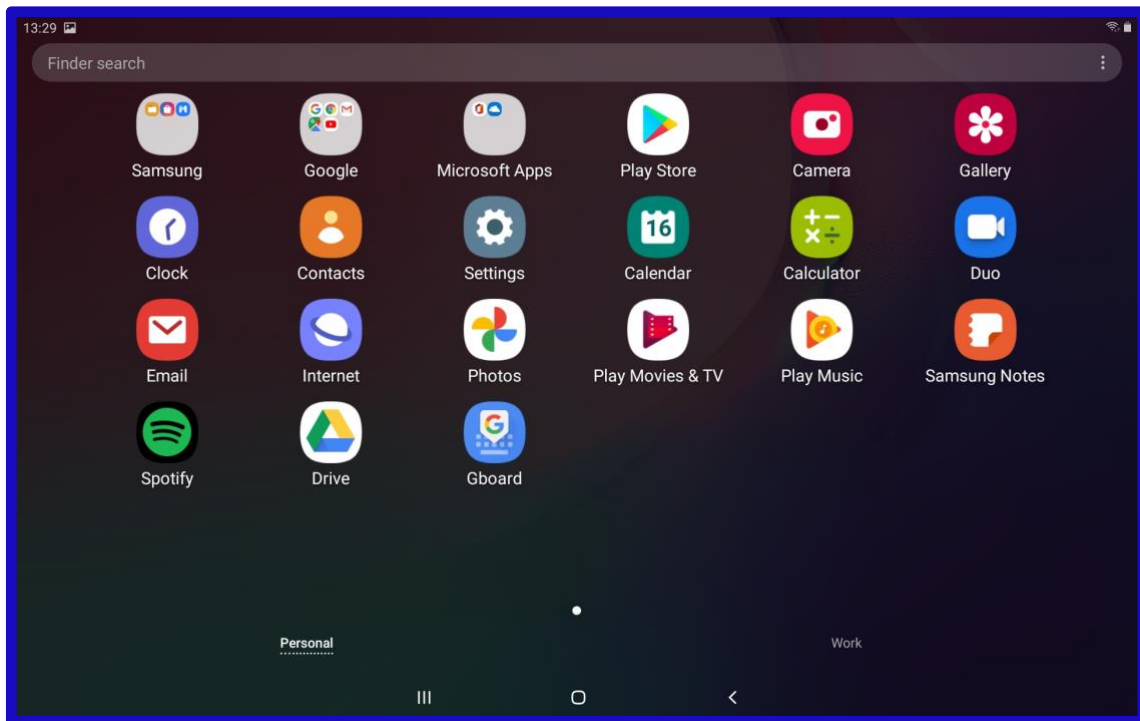 13:29
Finder search
Samsung Google Microsoft Apps Play Store Camera Gallery
16
Clock Contacts Settings Calendar Calculator Duo
Email Internet Photos Play Movies & TV Play Music Samsung Notes
Spotify Drive Gboard
Personal Work